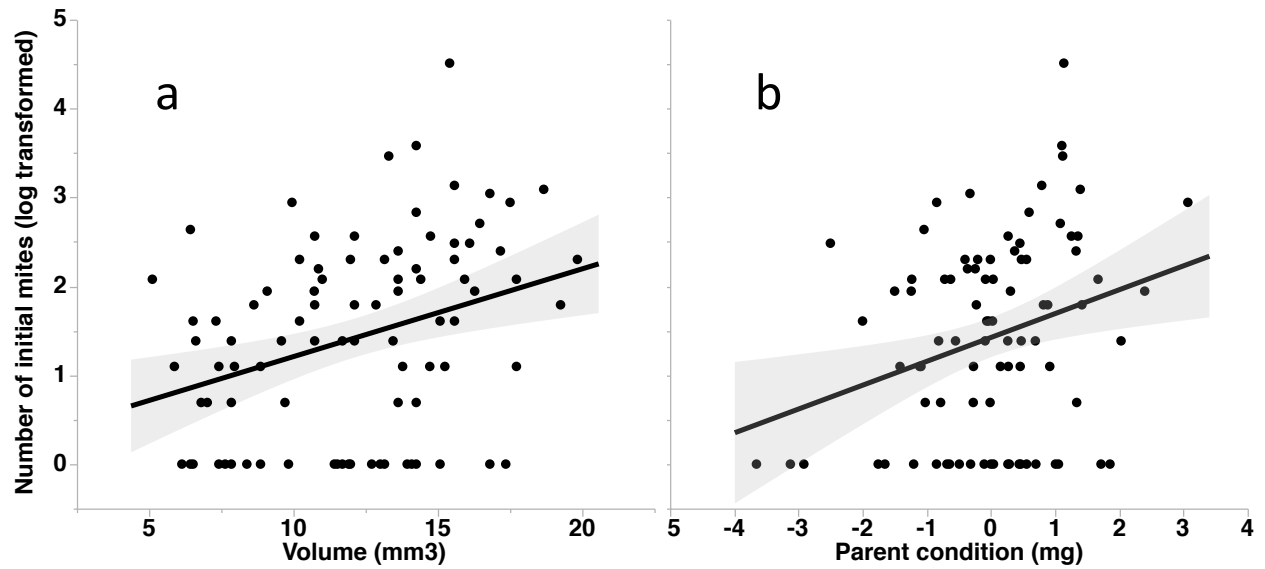 Number of initial mites (log transformed)
5
4
3
2
1
0
a
5 10 15 20
Volume (mm3)
b
5 -4 -3 -2 -1 0 1 2 3 4
Parent condition (mg)